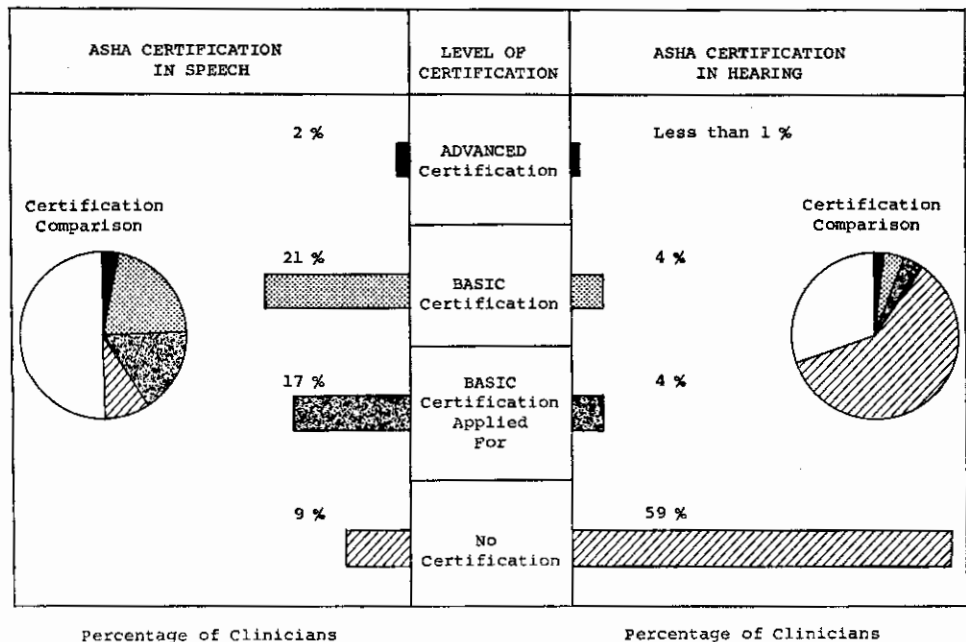 ASHA CERTIFICATION
IN SPEECH
LEVEL OF
CERTIFICATION
ASHA CERTIFICATION
IN HEARING
2 %
ADVANCED
Certification
Less than 1 %
Certification
Comparison
Certification
Comparison
21 %
BASIC
Certification
4 %
17 %
BASIC
Certification
Applied
For
4 %
9 %
No
Certification
59 %
Percentage of Clinicians
Percentage of Clinicians